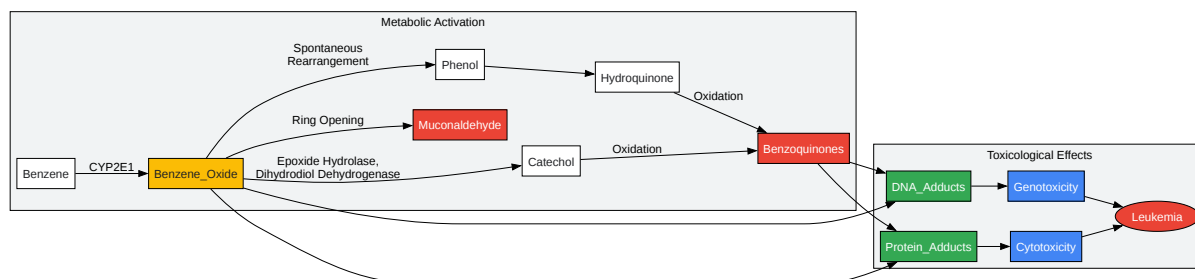 Metabolic Activation
Spontaneous
Rearrangement
Phenol
Hydroquinone
Oxidation
Ring Opening
Muconaldehyde
Benzoquinones
Epoxide Hydrolase,
Dihydrodiol Dehydrogenase
Catechol
Oxidation
Benzene
CYP2E1
Benzene_Oxide
Toxicological Effects
DNA_Adducts
Genotoxicity
Leukemia
Protein_Adducts
Cytotoxicity